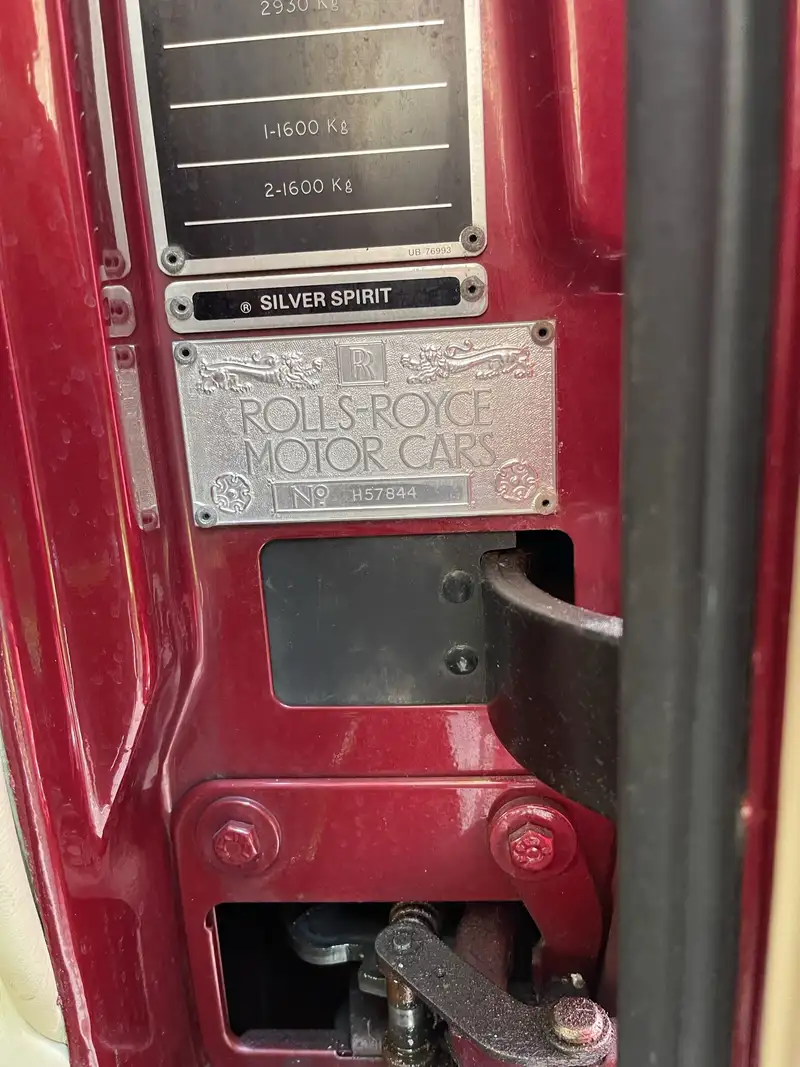 2930 Kg
1-1600 Kg
2-1600 Kg
UB 76993
® SILVER SPIRIT
RR
ROLLS-ROYCE
MOTOR CARS
Nº H57844